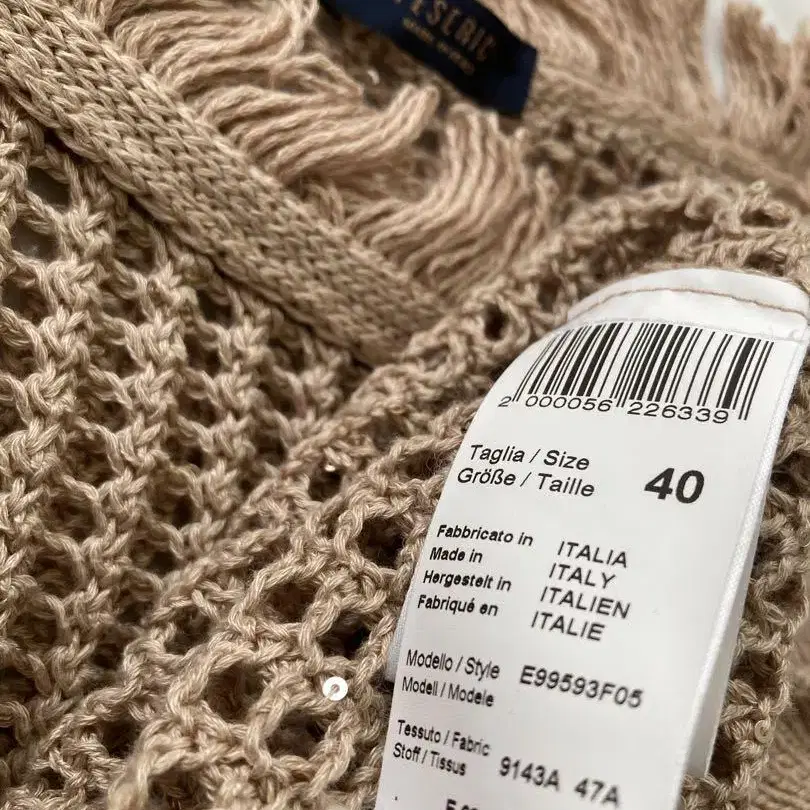 2 000056 226339
Taglia / Size
Größe / Taille
40
Fabbricato in ITALIA
Made in ITALY
Hergestelt in ITALIEN
Fabriqué en ITALIE
Modello / Style
Modell / Modele
E99593F05
Tessuto / Fabric
Stoff / Tissus
9143A 47A